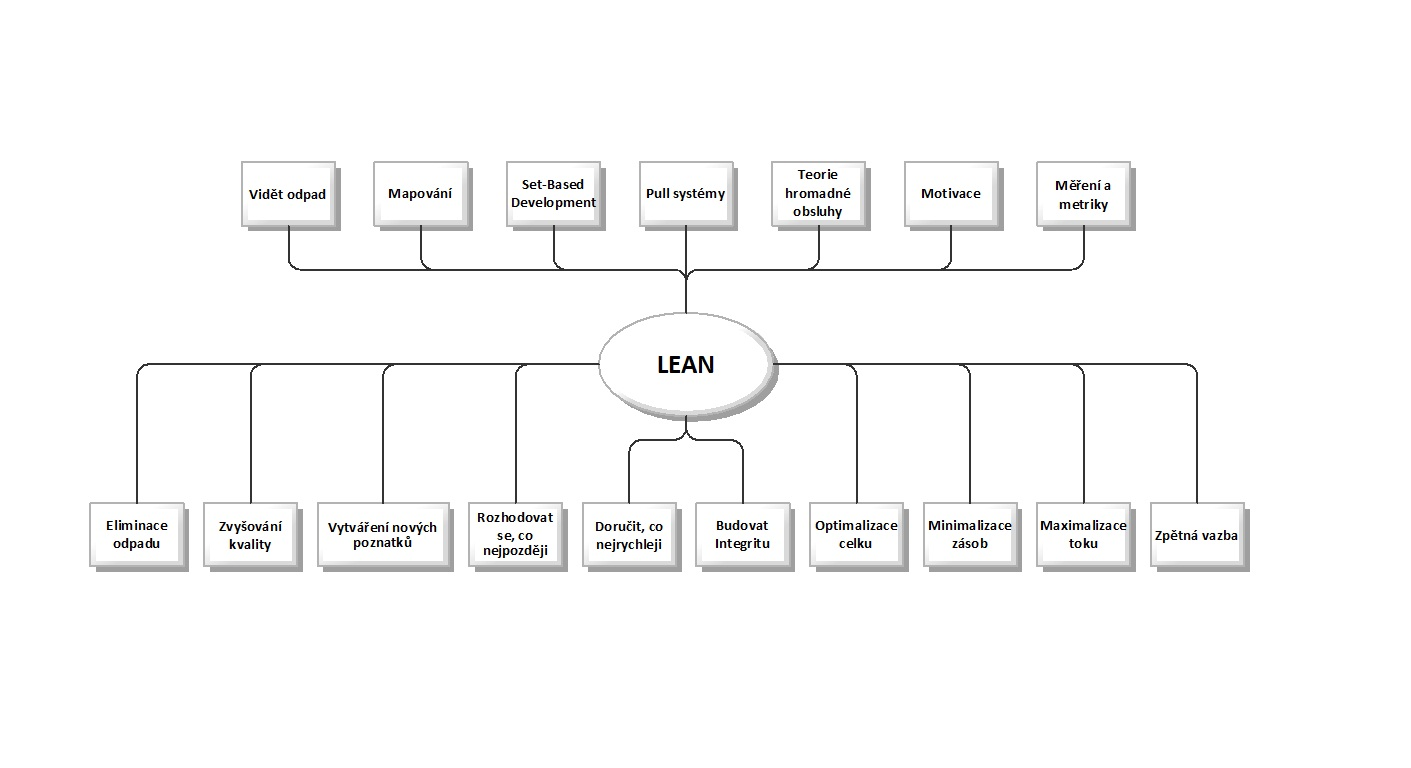 Vidět odpad
Mapování
Set-Based
Development
Pull systémy
Teorie
hromadné
obsluhy
Motivace
Měření a
metriky
LEAN
Eliminace
odpadu
Zvyšování
kvality
Vytváření nových
poznatků
Rozhodovat
se, co
nejpozději
Doručit, co
nejrychleji
Budovat
Integritu
Optimalizace
celku
Minimalizace
zásob
Maximalizace
toku
Zpětná vazba